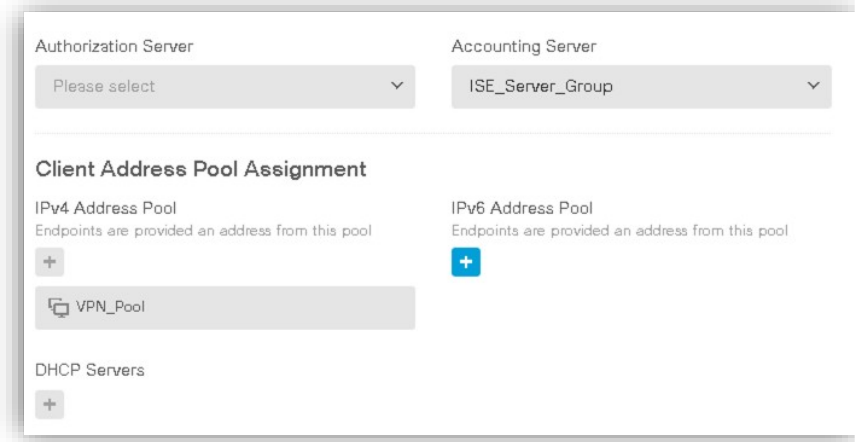 Authorization Server
Accounting Server
Please select
ISE_Server_Group
Client Address Pool Assignment
IPv4 Address Pool
IPv6 Address Pool
Endpoints are provided an address from this pool
Endpoints are provided an address from this pool
VPN_Pool
DHCP Servers